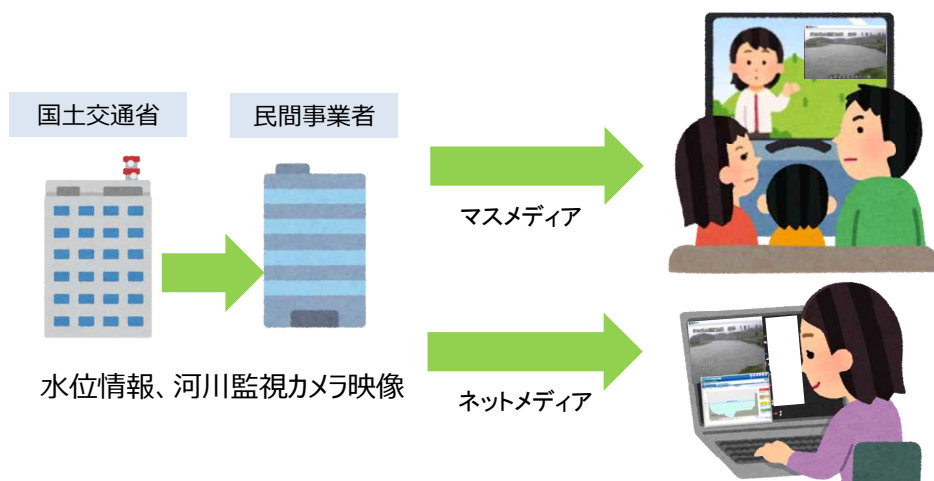 国土交通省
民間事業者
マスメディア
水位情報、河川監視カメラ映像
ネットメディア